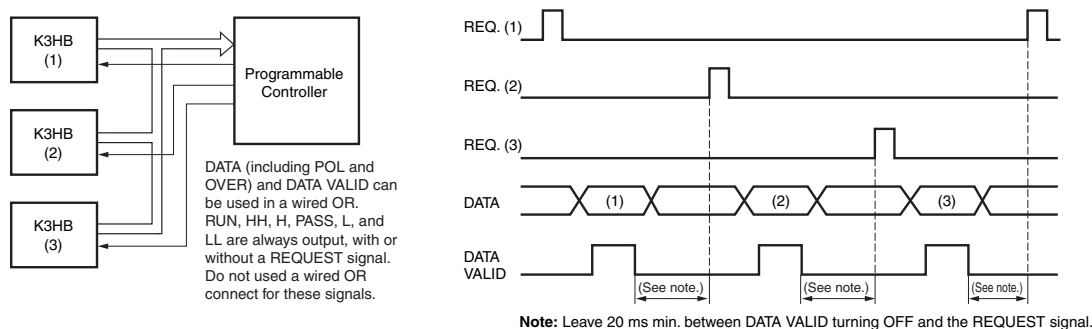 K3HB
(1)
K3HB
(2)
K3HB
(3)
Programmable
Controller
DATA (including POL and
OVER) and DATA VALID can
be used in a wired OR.
RUN, HH, H, PASS, L, and
LL are always output, with or
without a REQUEST signal.
Do not used a wired OR
connect for these signals.
REQ. (1)
REQ. (2)
REQ. (3)
DATA
(1)
(2)
(3)
DATA
VALID
(See note.)
(See note.)
(See note.)
Note: Leave 20 ms min. between DATA VALID turning OFF and the REQUEST signal.